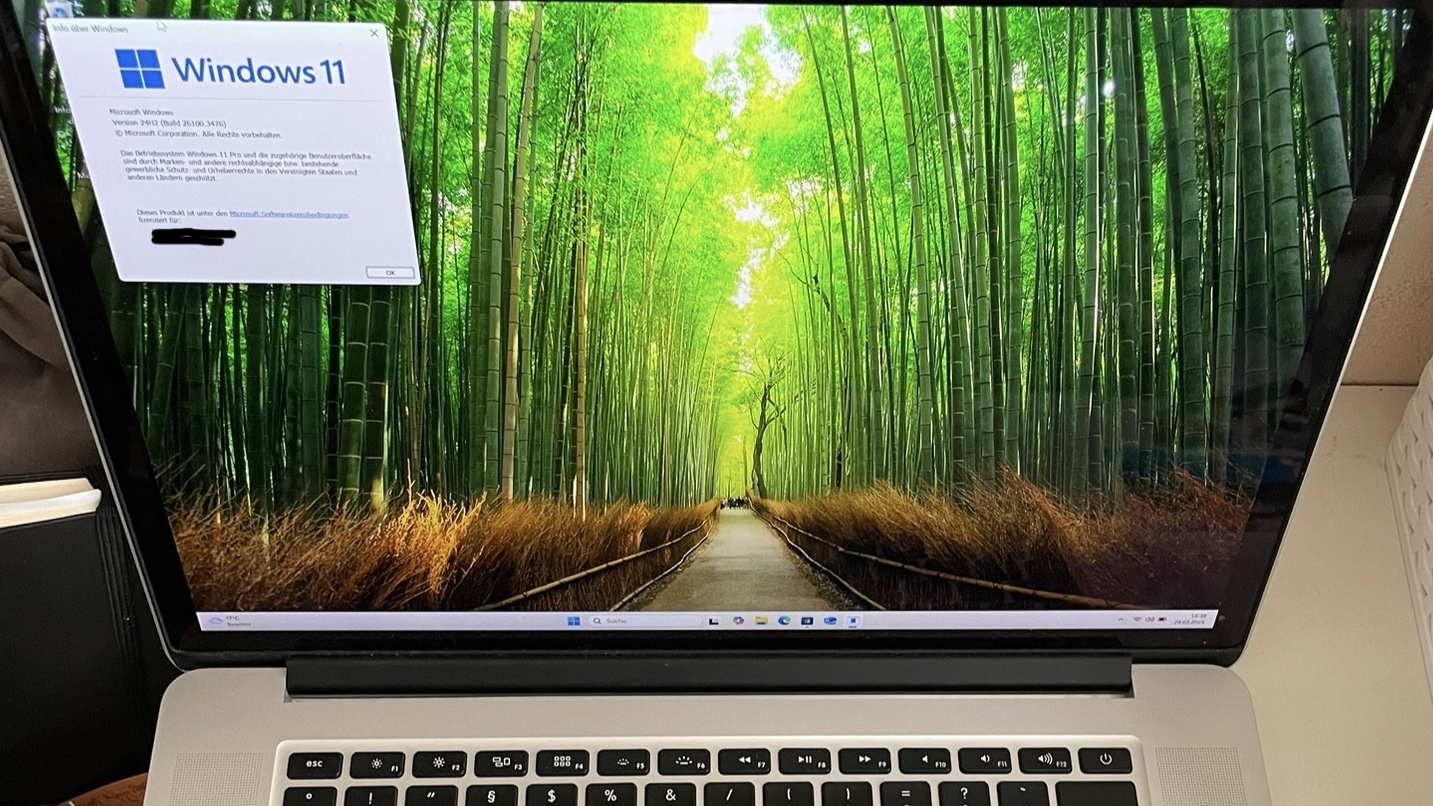 Info über Windows
Windows 11
Microsoft Windows
Version 24H2 (Build 26100.3476)
© Microsoft Corporation. Alle Rechte vorbehalten.
Das Betriebssystem Windows 11 Pro und die zugehörige Benutzeroberfläche
sind durch Marken- und andere rechtsabhängige bzw. bestehende
gewerbliche Schutz- und Urheberrechte in den Vereinigten Staaten und
anderen Ländern geschützt.
Dieses Produkt ist unter den Microsoft-Softwarelizenzbedingungen
lizenziert für:
OK
Suche
esc F1 F2 F3 F4 F5 F6 F7 F8 F9 F10 F11 F12
° ! “ § $ % & / ( ) = ? `